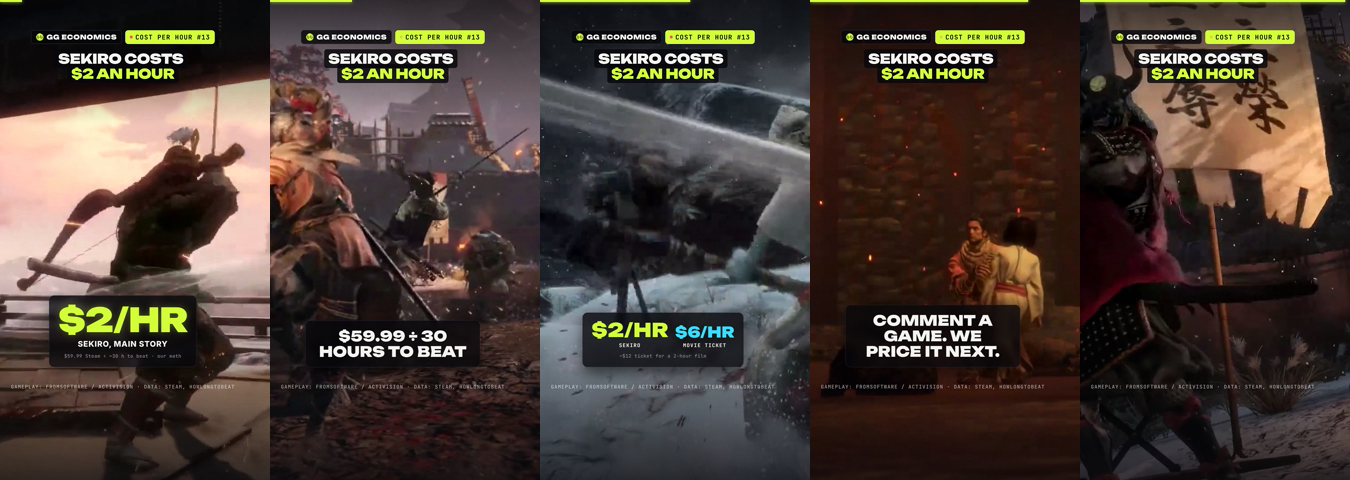 GG ECONOMICS
COST PER HOUR #13
SEKIRO COSTS
$2 AN HOUR
$2/HR
SEKIRO, MAIN STORY
$59.99 Steam ÷ ~30 h to beat · our math
GAMEPLAY: FROMSOFTWARE / ACTIVISION · DATA: STEAM, HOWLONGTOBEAT
GG ECONOMICS
COST PER HOUR #13
SEKIRO COSTS
$2 AN HOUR
$59.99 ÷ 30
HOURS TO BEAT
GAMEPLAY: FROMSOFTWARE / ACTIVISION · DATA: STEAM, HOWLONGTOBEAT
GG ECONOMICS
COST PER HOUR #13
SEKIRO COSTS
$2 AN HOUR
$2/HR $6/HR
SEKIRO MOVIE TICKET
~$12 ticket for a 2-hour film
GAMEPLAY: FROMSOFTWARE / ACTIVISION · DATA: STEAM, HOWLONGTOBEAT
GG ECONOMICS
COST PER HOUR #13
SEKIRO COSTS
$2 AN HOUR
COMMENT A
GAME. WE
PRICE IT NEXT.
GAMEPLAY: FROMSOFTWARE / ACTIVISION · DATA: STEAM, HOWLONGTOBEAT
GG ECONOMICS
COST PER HOUR #13
SEKIRO COSTS
$2 AN HOUR
GAMEPLAY: FROMSOFTWARE / ACTIVISION · DATA: STEAM, HOWLONGTOBEAT